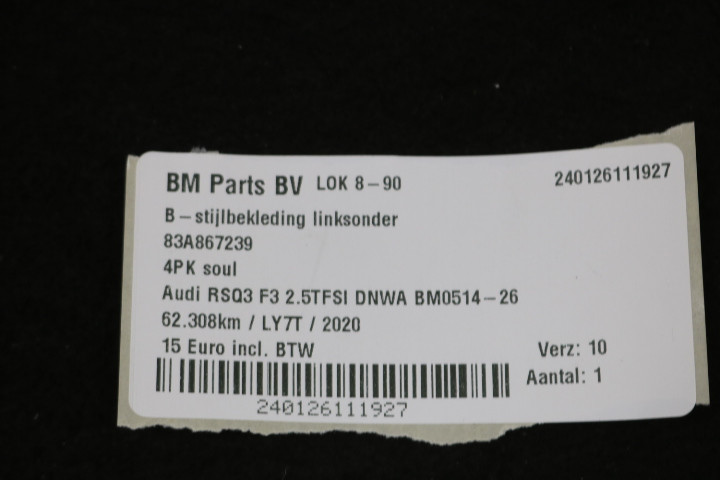 BM Parts BV LOK 8-90 240126111927
B-stijlbekleding linksonder
83A867239
4PK soul
Audi RSQ3 F3 2.5TFSI DNWA BM0514-26
62.308km / LY7T / 2020
15 Euro incl. BTW Verz: 10
Aantal: 1
240126111927